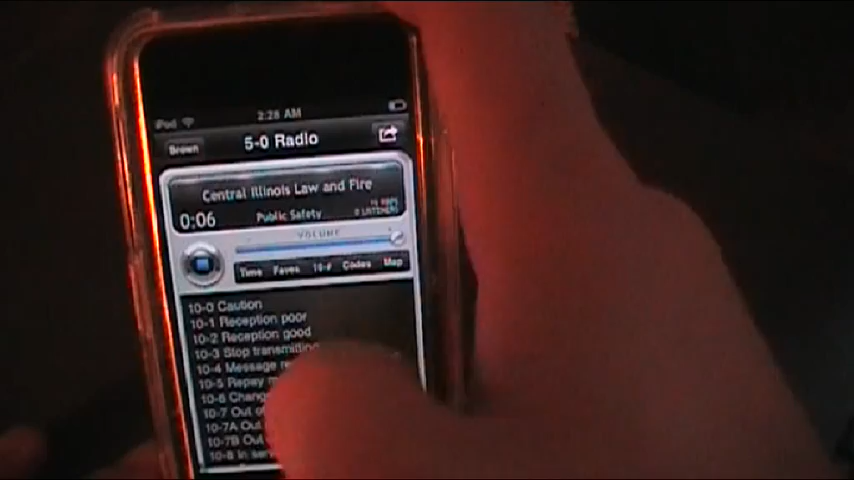 iPod 2:28 AM
Brown 5-0 Radio
Central Illinois Law and Fire
0:06 Public Safety
0 LISTENER
VOLUME
Time Faves 10-# Codes Map
10-0 Caution
10-1 Reception poor
10-2 Reception good
10-3 Stop transmitting
10-4 Message
10-5
10-6
10-7 Out
10-7A Out
10-7B Out
10-8 In